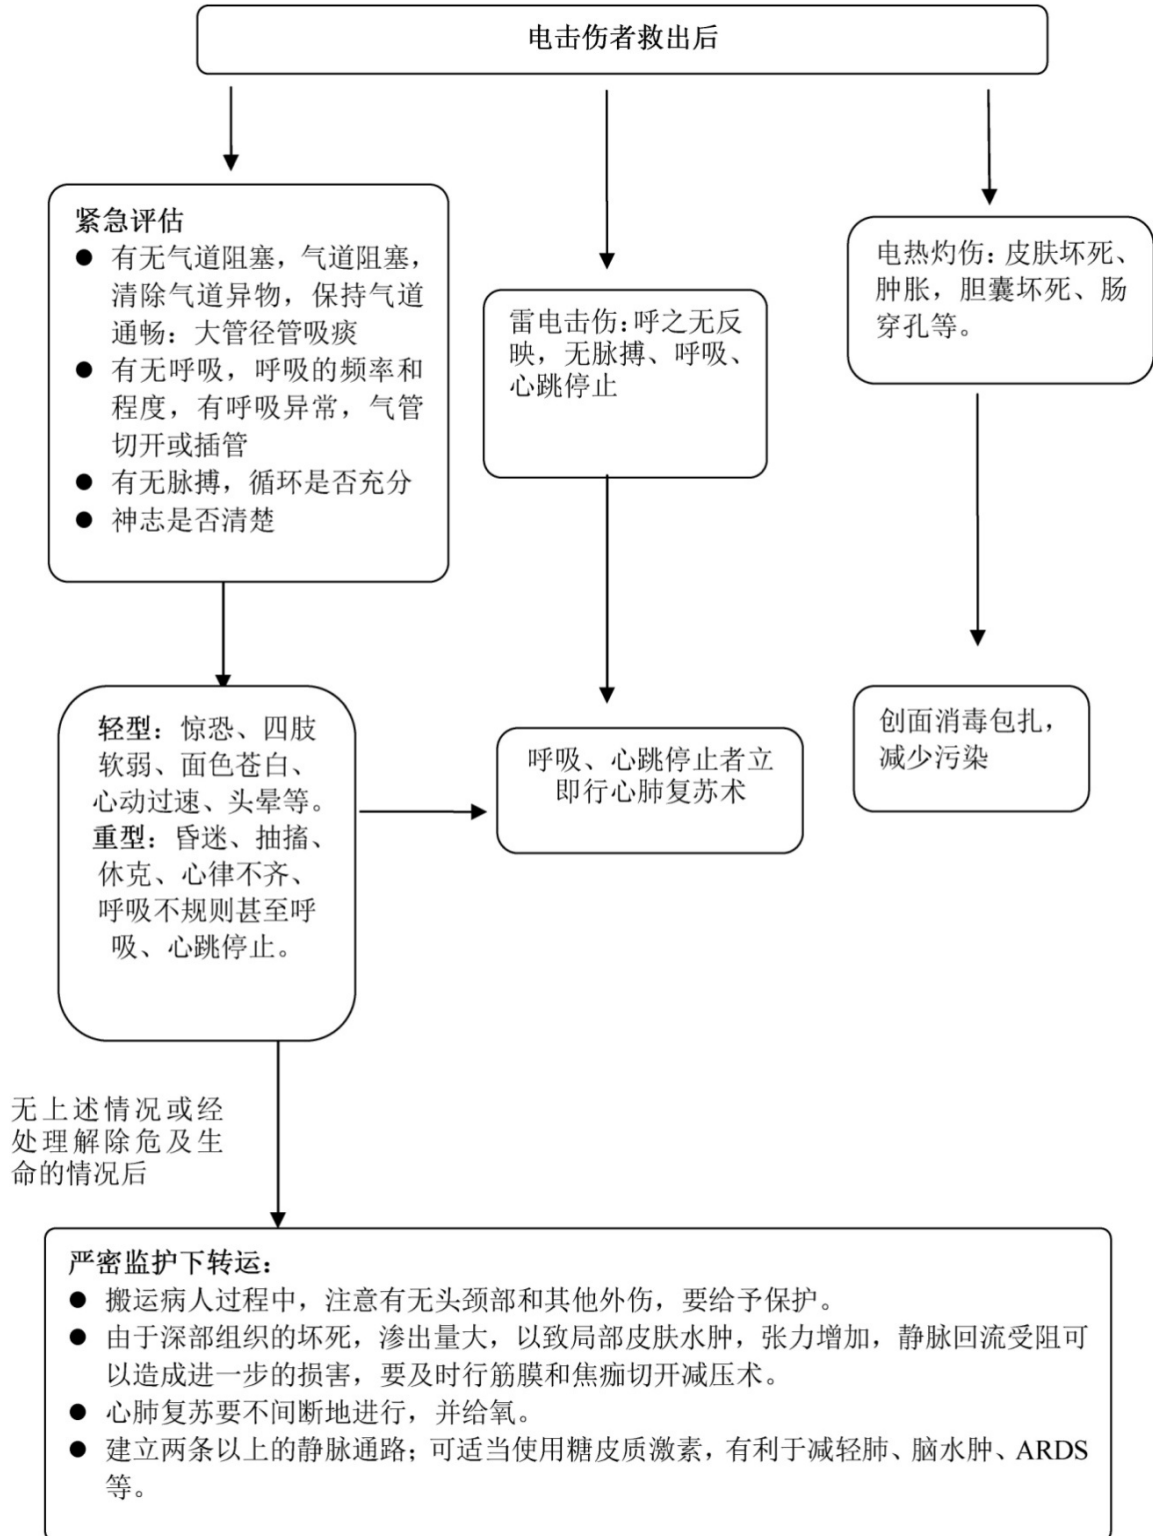 电击伤者救出后
紧急评估
● 有无气道阻塞，气道阻塞，
清除气道异物，保持气道
通畅：大管径管吸痰
● 有无呼吸，呼吸的频率和
程度，有呼吸异常，气管
切开或插管
● 有无脉搏，循环是否充分
● 神志是否清楚
雷电击伤：呼之无反
映，无脉搏、呼吸、
心跳停止
电热灼伤：皮肤坏死、
肿胀，胆囊坏死、肠
穿孔等。
轻型：惊恐、四肢
软弱、面色苍白、
心动过速、头晕等。
重型：昏迷、抽搐、
休克、心律不齐、
呼吸不规则甚至呼
吸、心跳停止。
呼吸、心跳停止者立
即行心肺复苏术
创面消毒包扎，
减少污染
无上述情况或经
处理解除危及生
命的情况后
严密监护下转运：
● 搬运病人过程中，注意有无头颈部和其他外伤，要给予保护。
● 由于深部组织的坏死，渗出量大，以致局部皮肤水肿，张力增加，静脉回流受阻可
以造成进一步的损害，要及时行筋膜和焦痂切开减压术。
● 心肺复苏要不间断地进行，并给氧。
● 建立两条以上的静脉通路；可适当使用糖皮质激素，有利于减轻肺、脑水肿、ARDS
等。